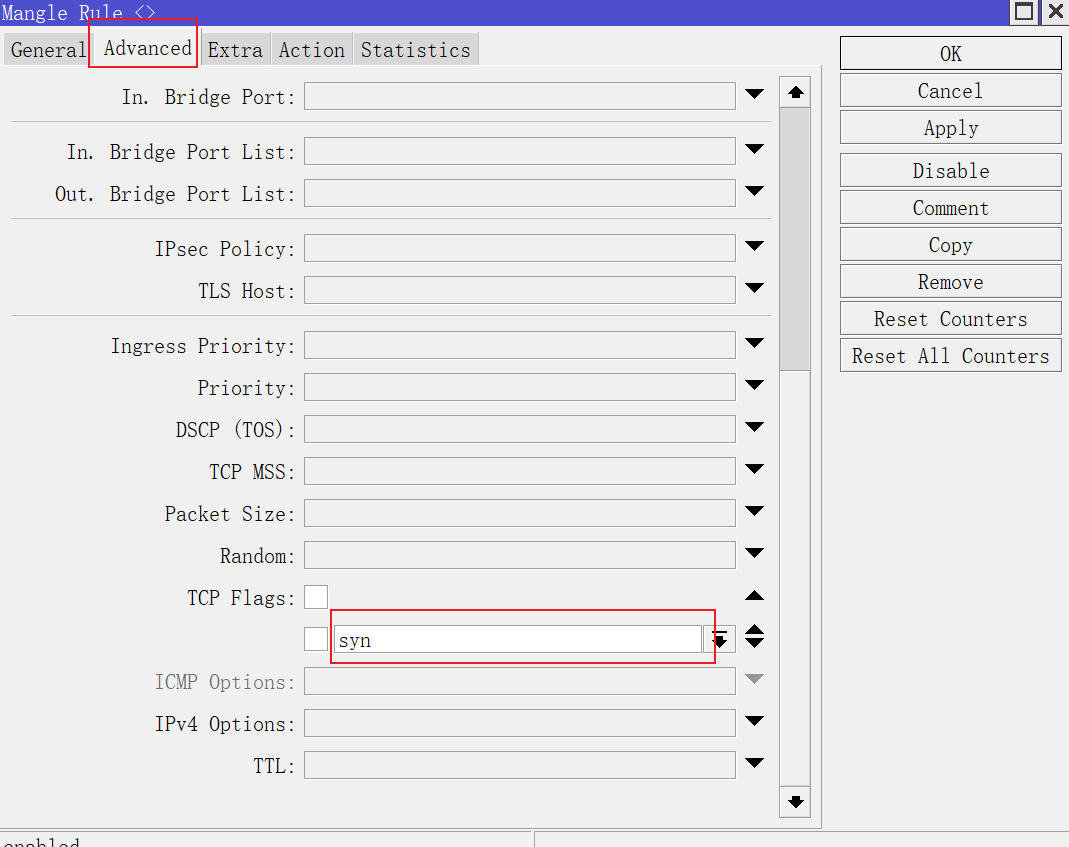 Mangle Rule <>
General Advanced Extra Action Statistics
In. Bridge Port:
In. Bridge Port List:
Out. Bridge Port List:
IPsec Policy:
TLS Host:
Ingress Priority:
Priority:
DSCP (TOS):
TCP MSS:
Packet Size:
Random:
TCP Flags:
syn
ICMP Options:
IPv4 Options:
TTL:
OK
Cancel
Apply
Disable
Comment
Copy
Remove
Reset Counters
Reset All Counters
enabled